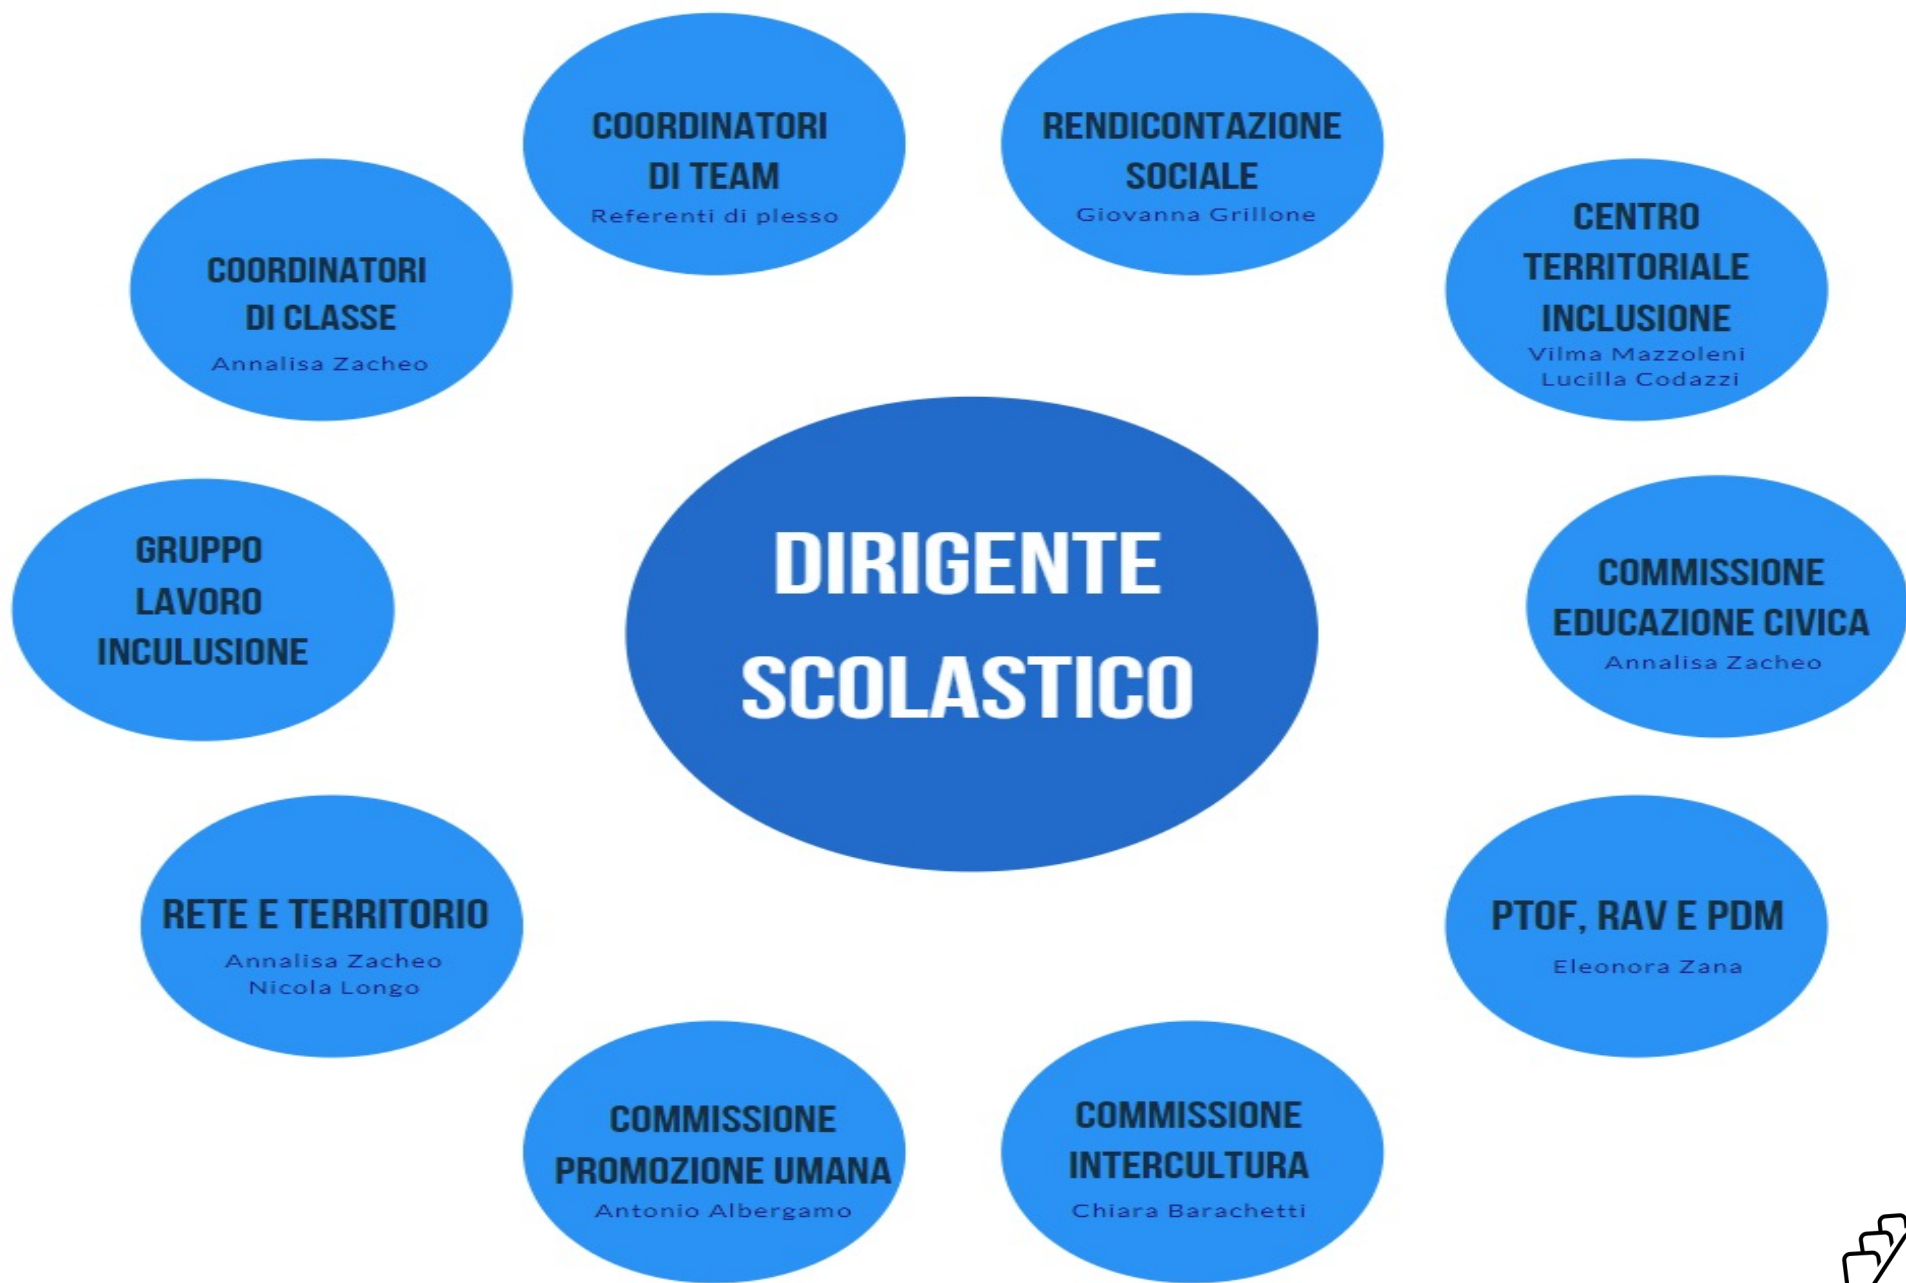 COORDINATORI
DI TEAM
Referenti di plesso
RENDICONTAZIONE
SOCIALE
Giovanna Grillone
COORDINATORI
DI CLASSE
Annalisa Zacheo
CENTRO
TERRITORIALE
INCLUSIONE
Vilma Mazzoleni
Lucilla Codazzi
GRUPPO
LAVORO
INCULUSIONE
DIRIGENTE
SCOLASTICO
COMMISSIONE
EDUCAZIONE CIVICA
Annalisa Zacheo
RETE E TERRITORIO
Annalisa Zacheo
Nicola Longo
PTOF, RAV E PDM
Eleonora Zana
COMMISSIONE
PROMOZIONE UMANA
Antonio Albergamo
COMMISSIONE
INTERCULTURA
Chiara Barachetti